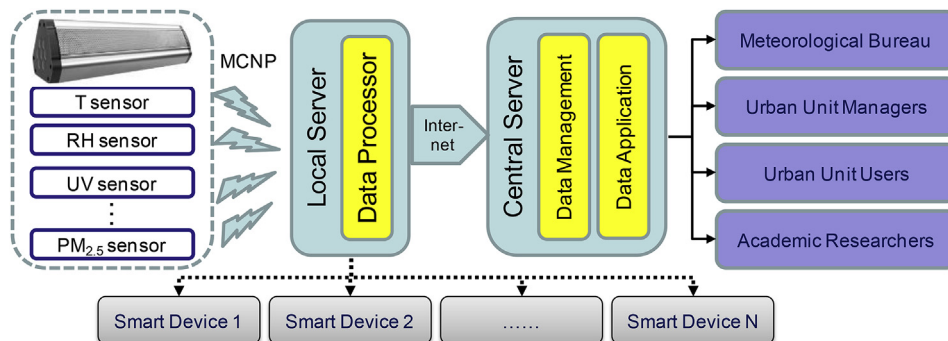 MCNP
T sensor
RH sensor
UV sensor
PM2.5 sensor
Local Server
Data Processor
Inter-
net
Central Server
Data Management
Data Application
Meteorological Bureau
Urban Unit Managers
Urban Unit Users
Academic Researchers
Smart Device 1
Smart Device 2
......
Smart Device N